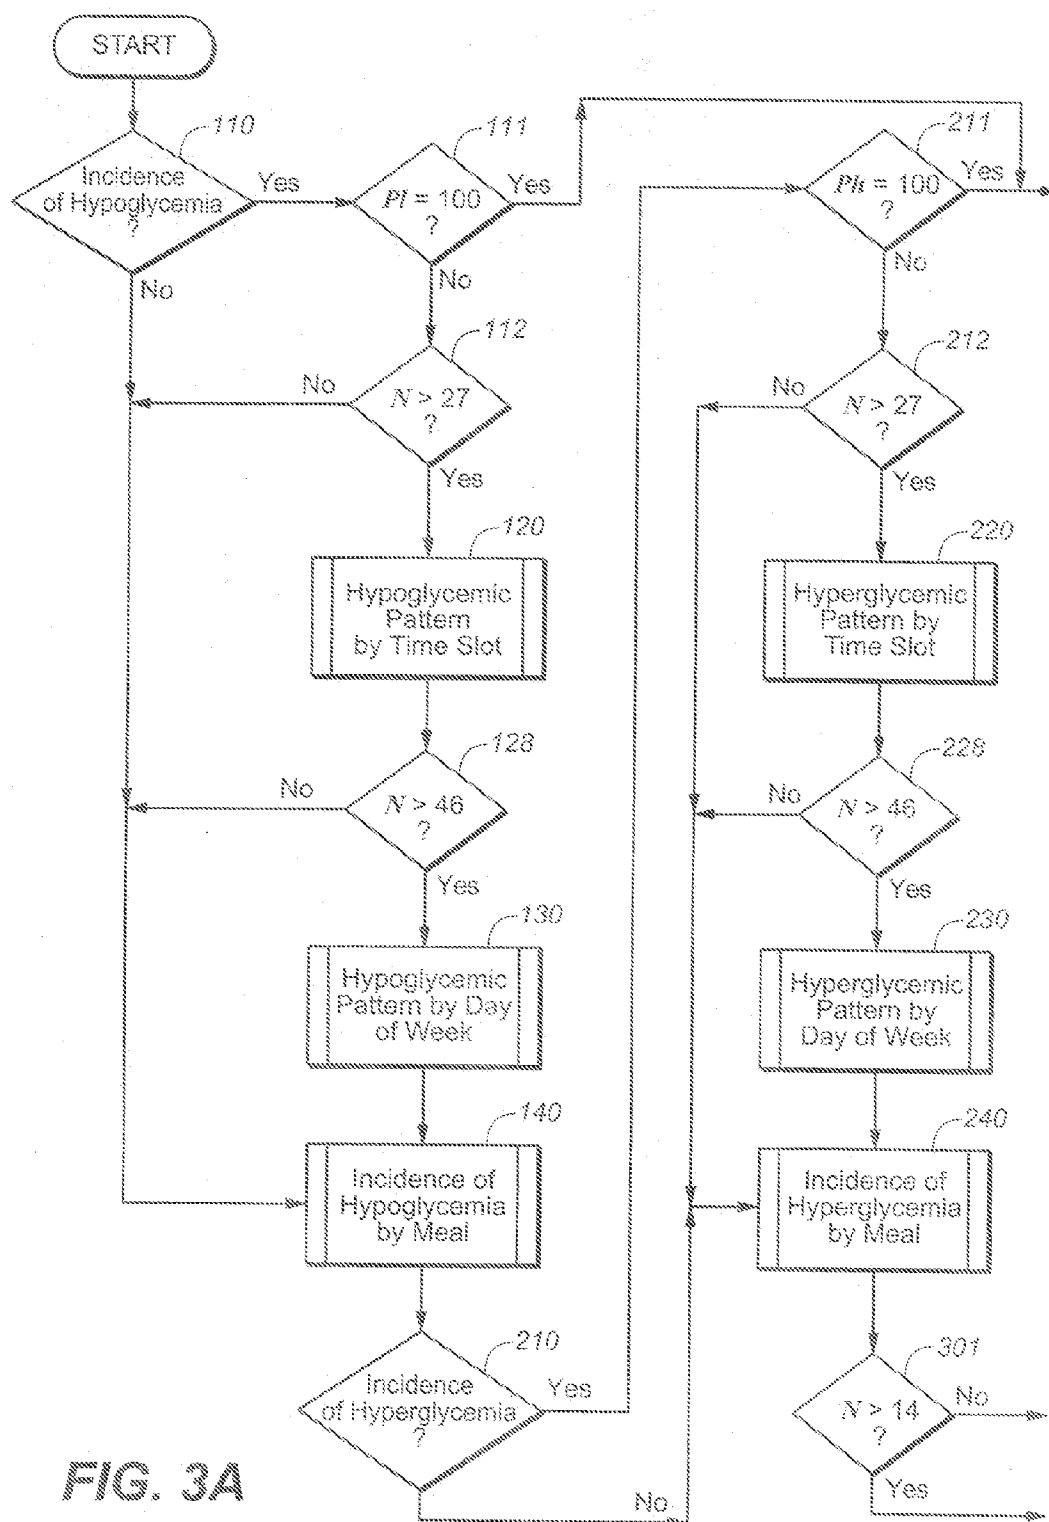 START
110
Incidence
of Hypoglycemia
?
Yes
No
111
Pl = 100
?
Yes
No
112
N > 27
?
No
Yes
120
Hypoglycemic
Pattern
by Time Slot
128
N > 46
?
No
Yes
130
Hypoglycemic
Pattern by Day
of Week
140
Incidence of
Hypoglycemia
by Meal
210
Incidence
of Hyperglycemia
?
Yes
No
211
Ph = 100
?
Yes
No
212
N > 27
?
No
Yes
220
Hyperglycemic
Pattern by
Time Slot
228
N > 46
?
No
Yes
230
Hyperglycemic
Pattern by
Day of Week
240
Incidence of
Hyperglycemia
by Meal
301
N > 14
?
No
Yes
FIG. 3A